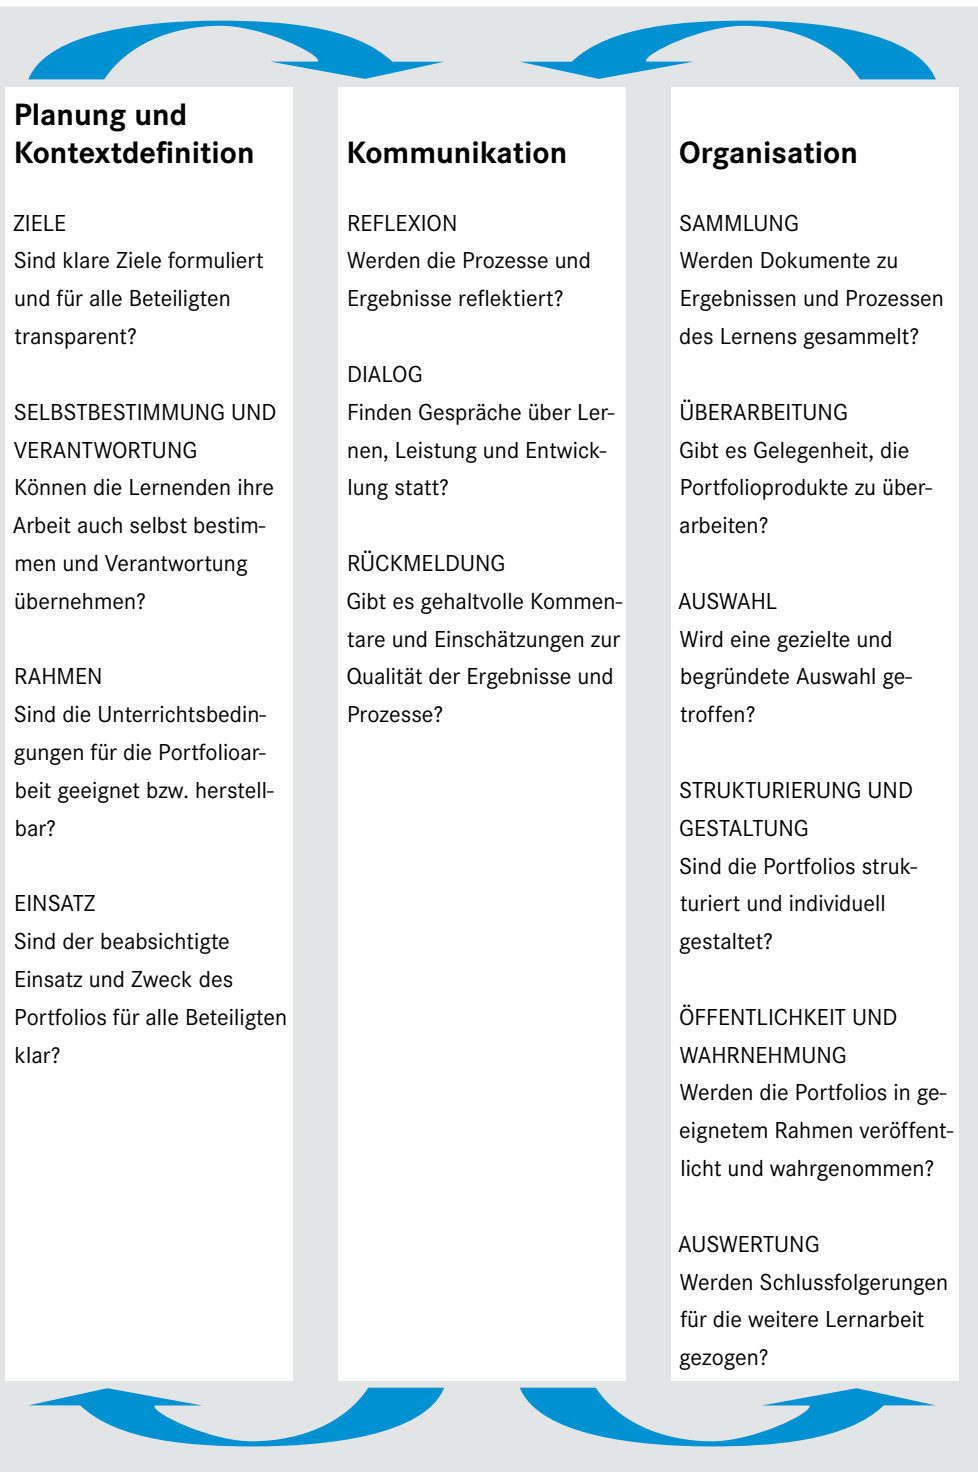 Planung und
Kontextdefinition
ZIELE
Sind klare Ziele formuliert
und für alle Beteiligten
transparent?
SELBSTBESTIMMUNG UND
VERANTWORTUNG
Können die Lernenden ihre
Arbeit auch selbst bestim-
men und Verantwortung
übernehmen?
RAHMEN
Sind die Unterrichtsbedin-
gungen für die Portfolioar-
beit geeignet bzw. herstell-
bar?
EINSATZ
Sind der beabsichtigte
Einsatz und Zweck des
Portfolios für alle Beteiligten
klar?
Kommunikation
REFLEXION
Werden die Prozesse und
Ergebnisse reflektiert?
DIALOG
Finden Gespräche über Ler-
nen, Leistung und Entwick-
lung statt?
RÜCKMELDUNG
Gibt es gehaltvolle Kommen-
tare und Einschätzungen zur
Qualität der Ergebnisse und
Prozesse?
Organisation
SAMMLUNG
Werden Dokumente zu
Ergebnissen und Prozessen
des Lernens gesammelt?
ÜBERARBEITUNG
Gibt es Gelegenheit, die
Portfolioprodukte zu über-
arbeiten?
AUSWAHL
Wird eine gezielte und
begründete Auswahl ge-
troffen?
STRUKTURIERUNG UND
GESTALTUNG
Sind die Portfolios struk-
turiert und individuell
gestaltet?
ÖFFENTLICHKEIT UND
WAHRNEHMUNG
Werden die Portfolios in ge-
eignetem Rahmen veröffent-
licht und wahrgenommen?
AUSWERTUNG
Werden Schlussfolgerungen
für die weitere Lernarbeit
gezogen?